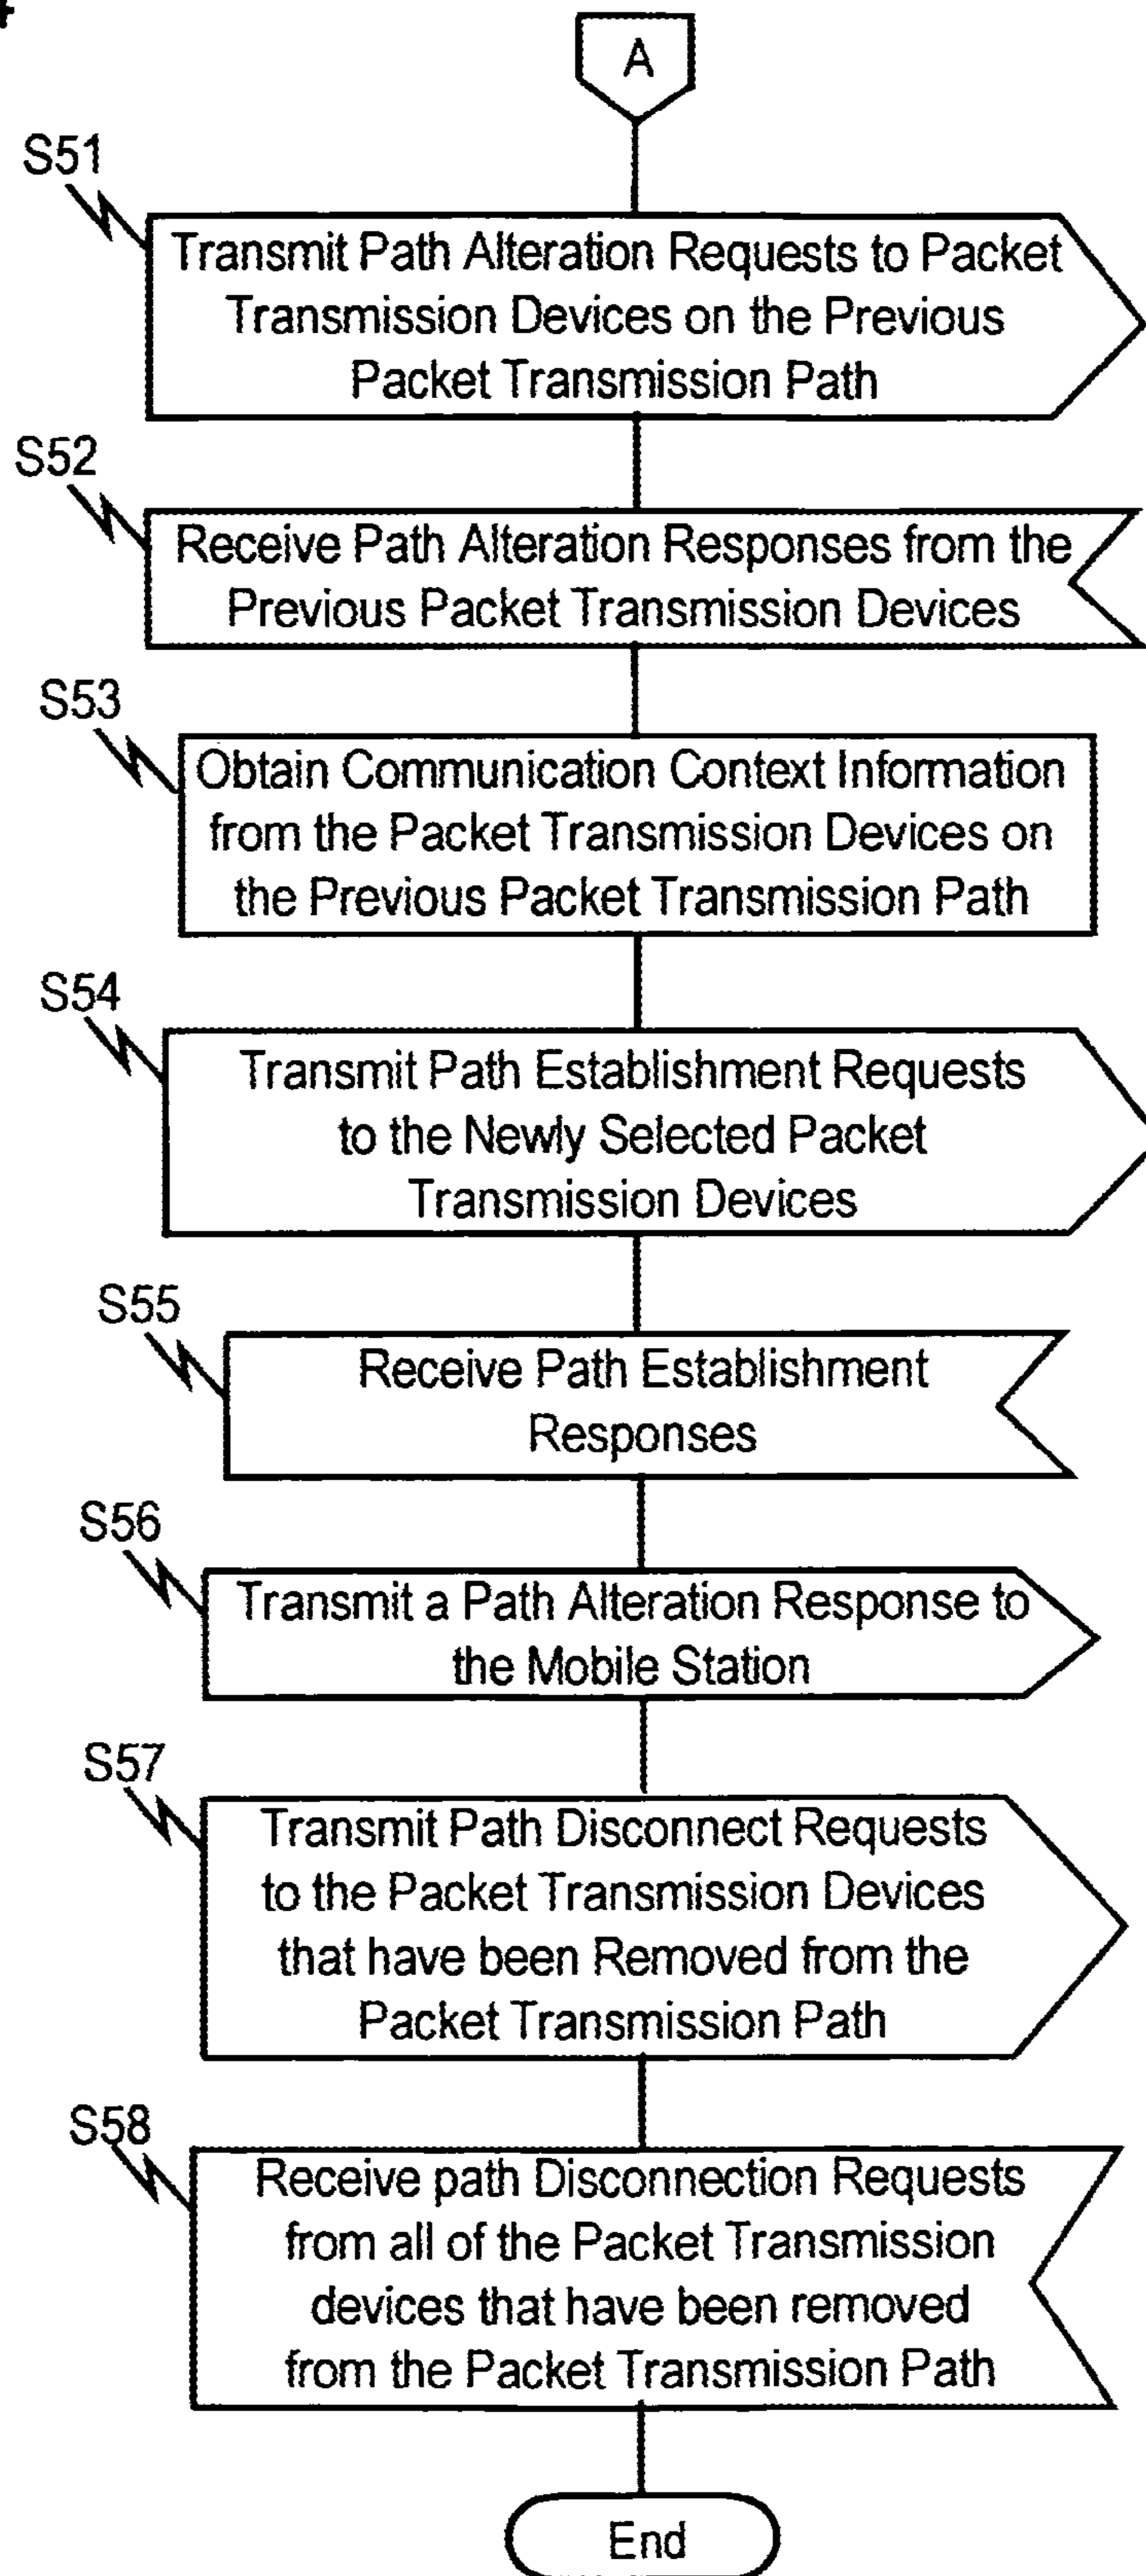 A
S51
Transmit Path Alteration Requests to Packet
Transmission Devices on the Previous
Packet Transmission Path
S52
Receive Path Alteration Responses from the
Previous Packet Transmission Devices
S53
Obtain Communication Context Information
from the Packet Transmission Devices on
the Previous Packet Transmission Path
S54
Transmit Path Establishment Requests
to the Newly Selected Packet
Transmission Devices
S55
Receive Path Establishment
Responses
S56
Transmit a Path Alteration Response to
the Mobile Station
S57
Transmit Path Disconnect Requests
to the Packet Transmission Devices
that have been Removed from the
Packet Transmission Path
S58
Receive path Disconnection Requests
from all of the Packet Transmission
devices that have been removed
from the Packet Transmission Path
End